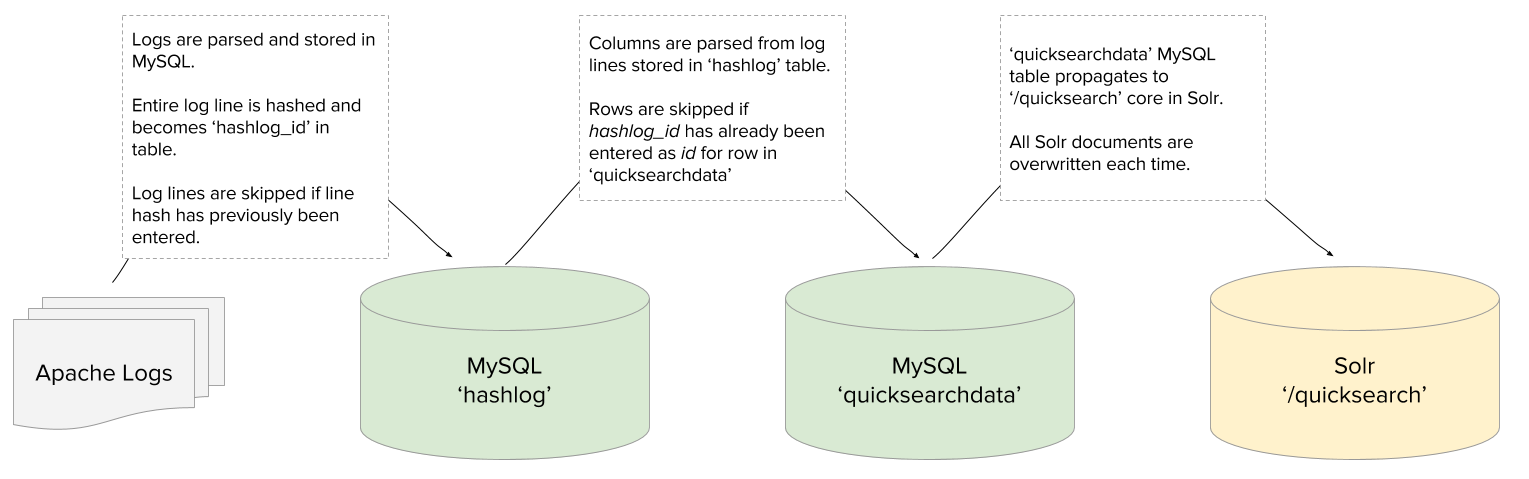 Logs are parsed and stored in
MySQL.
Entire log line is hashed and
becomes ‘hashlog_id’ in
table.
Log lines are skipped if line
hash has previously been
entered.
Columns are parsed from log
lines stored in ‘hashlog’ table.
Rows are skipped if
hashlog_id has already been
entered as id for row in
‘quicksearchdata’
‘quicksearchdata’ MySQL
table propagates to
‘/quicksearch’ core in Solr.
All Solr documents are
overwritten each time.
Apache Logs
MySQL
‘hashlog’
MySQL
‘quicksearchdata’
Solr
‘/quicksearch’